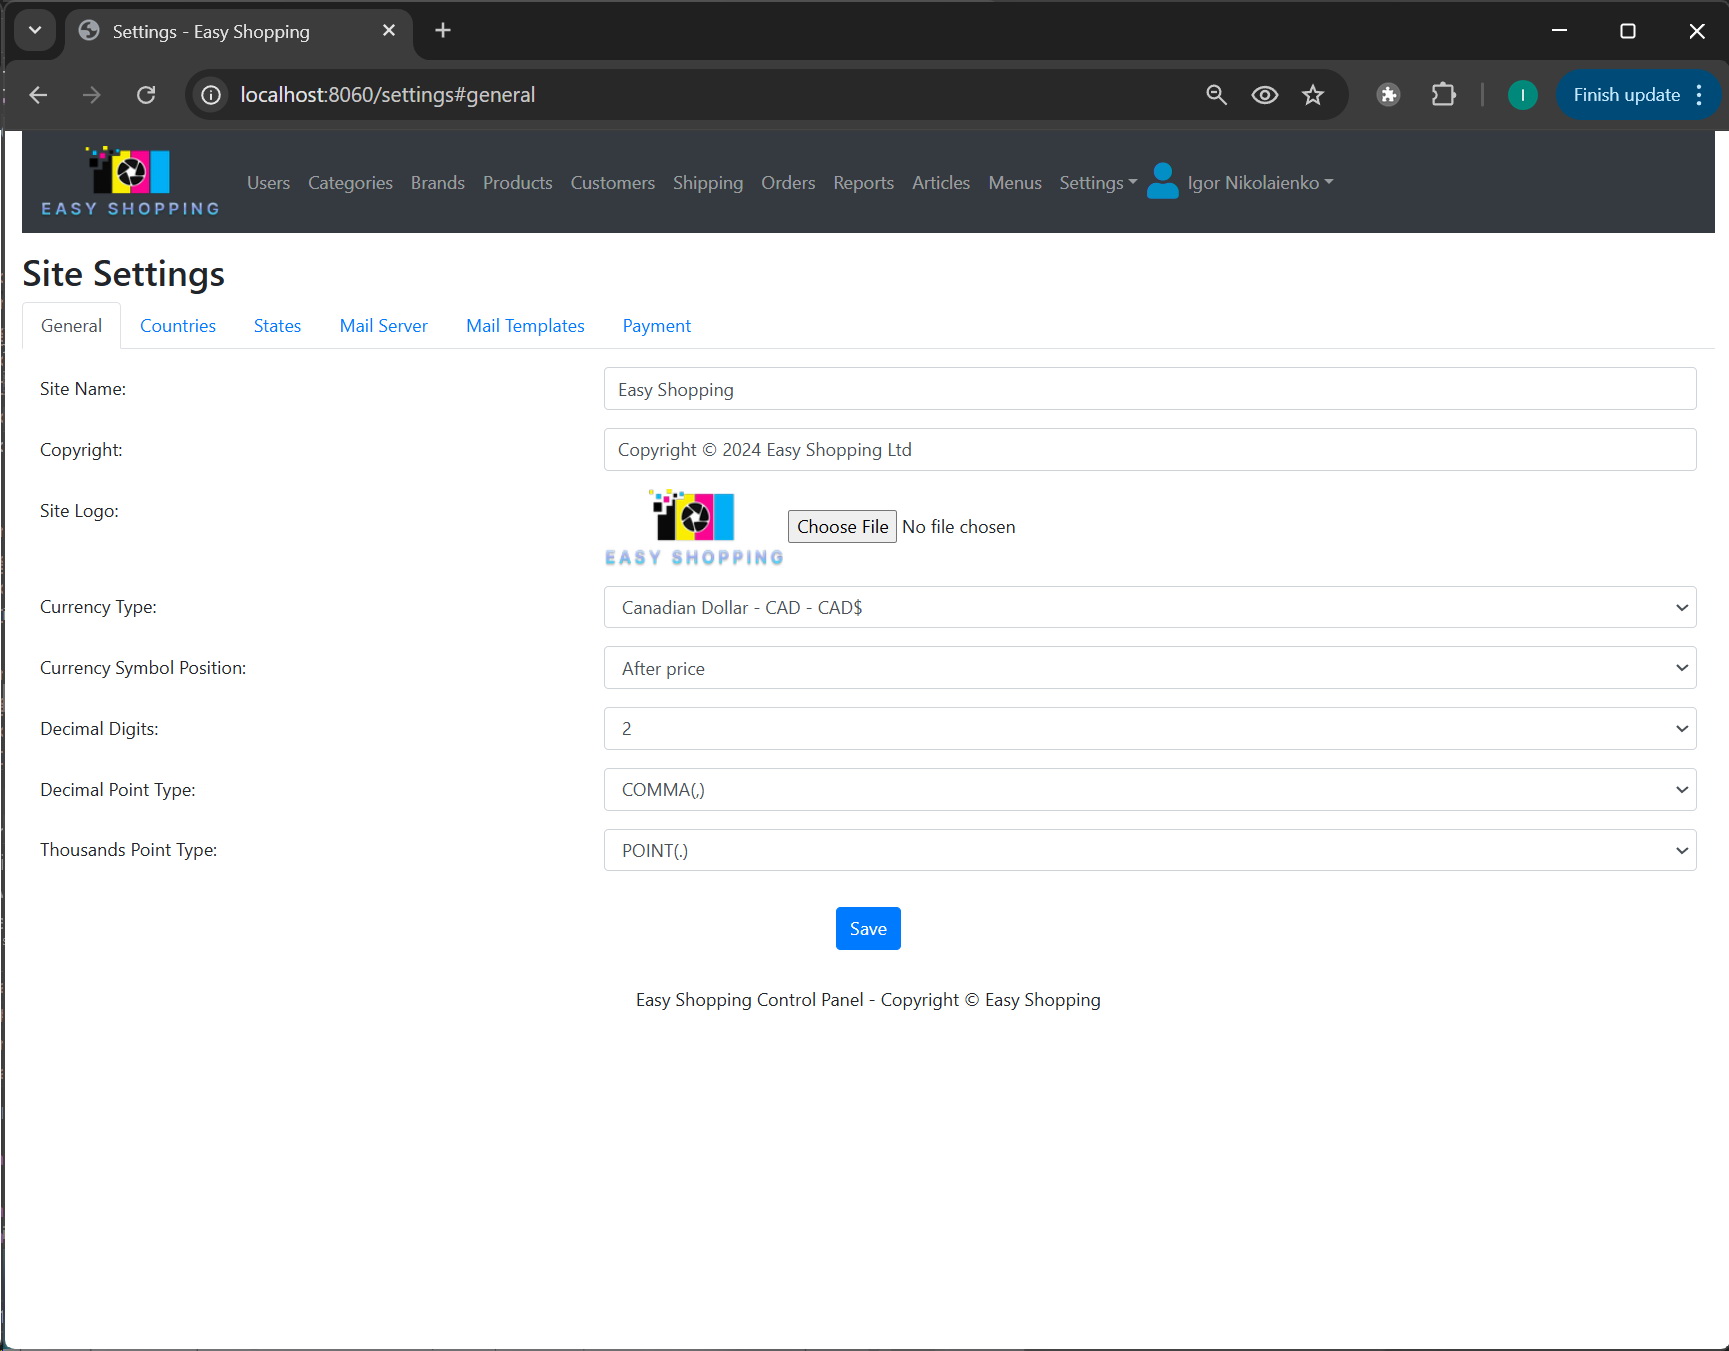 Settings - Easy Shopping
localhost:8060/settings#general
I
Finish update
EASY SHOPPING
Users Categories Brands Products Customers Shipping Orders Reports Articles Menus Settings Igor Nikolaienko
Site Settings
General Countries States Mail Server Mail Templates Payment
Site Name: Easy Shopping
Copyright: Copyright © 2024 Easy Shopping Ltd
Site Logo: EASY SHOPPING Choose File No file chosen
Currency Type: Canadian Dollar - CAD - CAD$
Currency Symbol Position: After price
Decimal Digits: 2
Decimal Point Type: COMMA(,)
Thousands Point Type: POINT(.)
Save
Easy Shopping Control Panel - Copyright © Easy Shopping